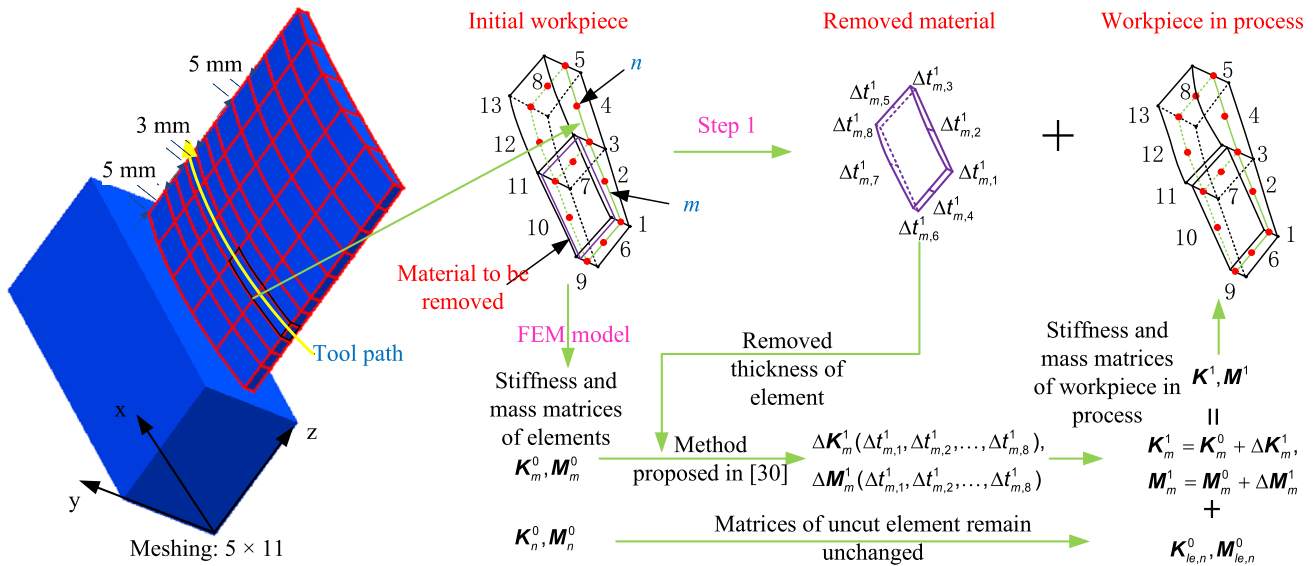 5 mm
3 mm
5 mm
Tool path
x
y
z
Meshing: 5 × 11
Initial workpiece
5
8
n
13
4
12
3
11
2
7
m
10
1
6
9
Material to be
removed
Step 1
Removed material
Δt¹m,3
Δt¹m,5
Δt¹m,2
Δt¹m,8
Δt¹m,7
Δt¹m,1
Δt¹m,4
Δt¹m,6
+
Workpiece in process
5
8
13
4
12
3
11
2
7
10
1
6
9
FEM model
Stiffness and
mass matrices
of elements
K⁰m, M⁰m
K⁰n, M⁰n
Removed
thickness of
element
Method
proposed in [30]
ΔK¹m(Δt¹m,1, Δt¹m,2, ..., Δt¹m,8),
ΔM¹m(Δt¹m,1, Δt¹m,2, ..., Δt¹m,8)
Matrices of uncut element remain
unchanged
Stiffness and
mass matrices
of workpiece in
process
K¹, M¹
=
K¹m = K⁰m + ΔK¹m,
M¹m = M⁰m + ΔM¹m
+
K⁰le,n, M⁰le,n